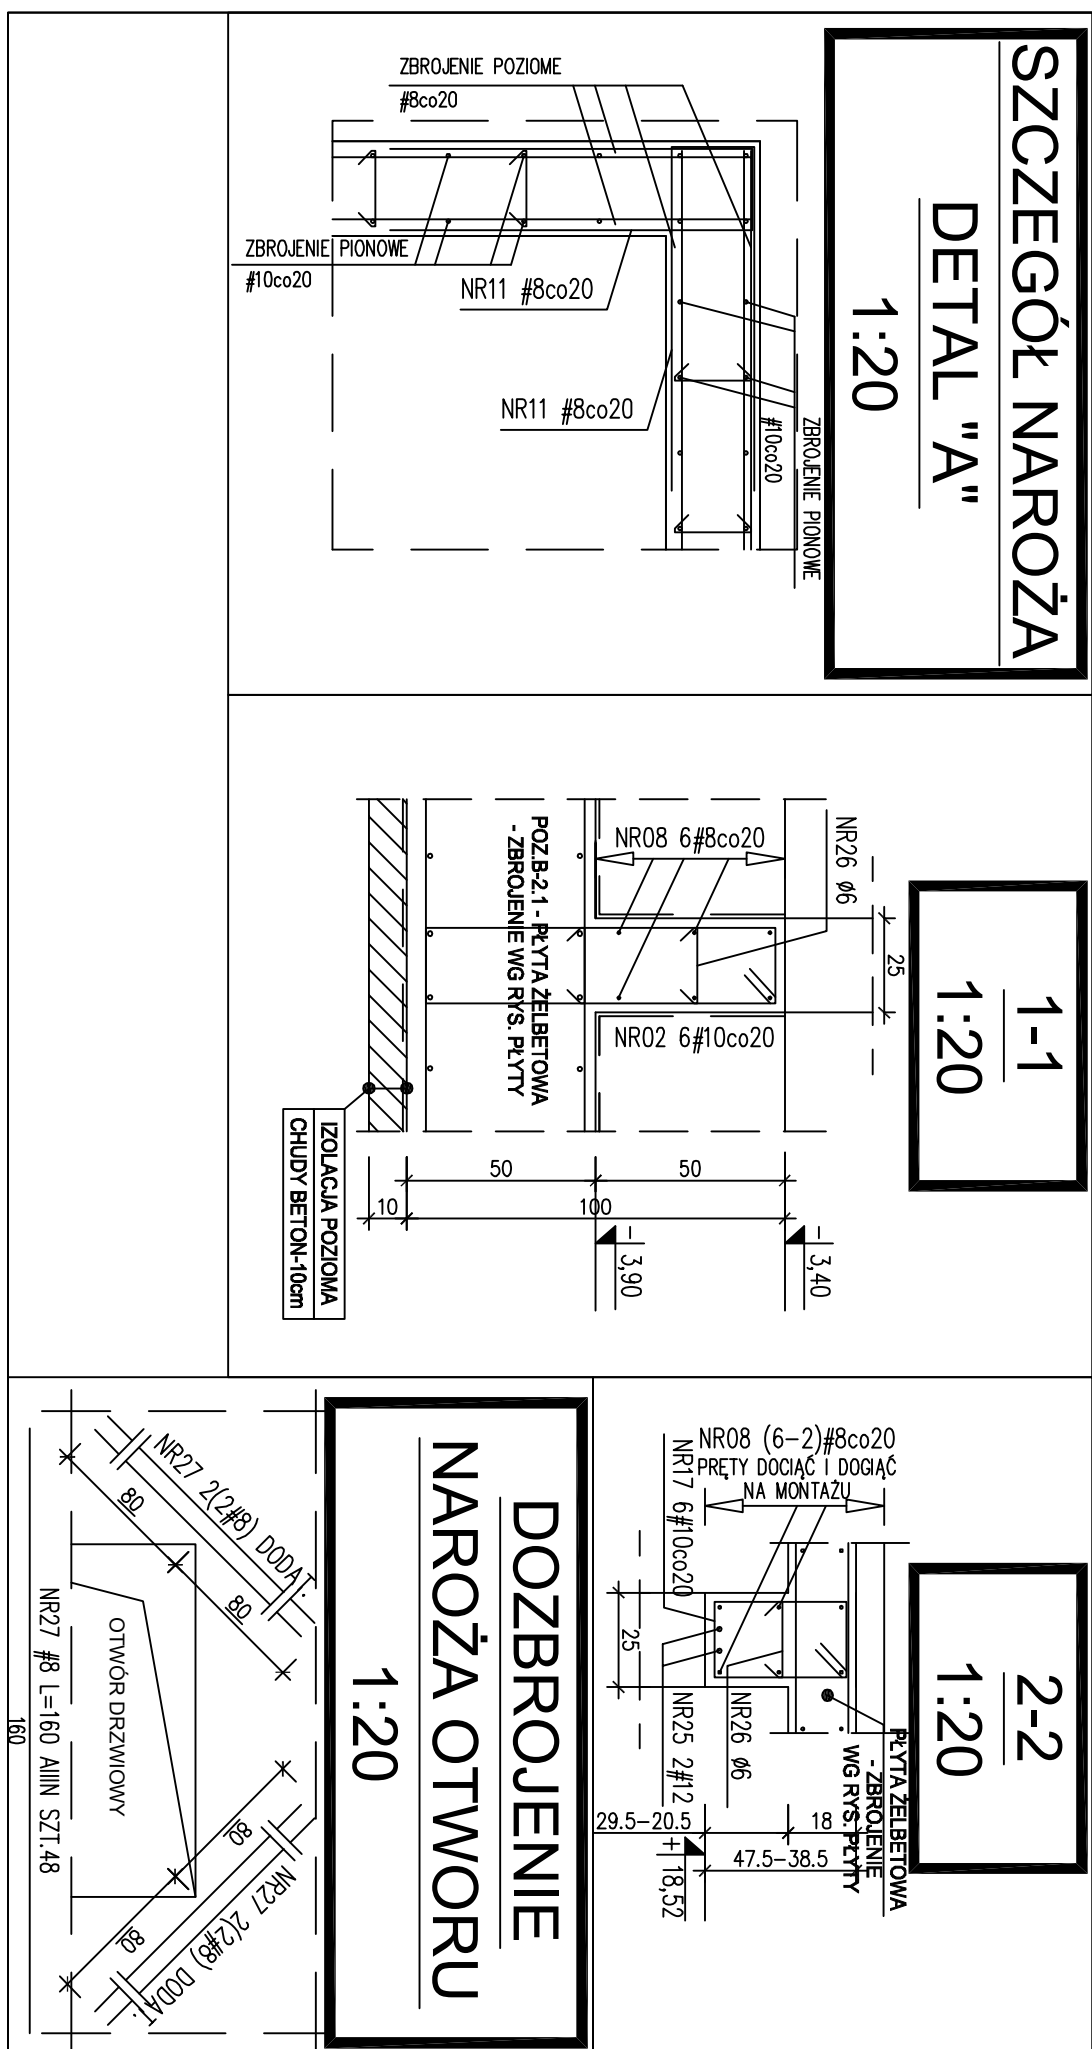 SZCZEGÓŁ NAROŻA
DETAL "A"
1:20
ZBROJENIE POZIOME
#8co20
ZBROJENIE PIONOWE
#10co20
NR11 #8co20
NR11 #8co20
ZBROJENIE PIONOWE
#10co20
1-1
1:20
NR26 ø6
25
NR08 6#8co20
NR02 6#10co20
POZ.B-2.1 - PŁYTA ŻELBETOWA
- ZBROJENIE WG RYS. PŁYTY
50
50
10
100
- 3,40
- 3,90
IZOLACJA POZIOMA
CHUDY BETON-10cm
2-2
1:20
NR08 (6-2)#8co20
PRĘTY DOCIĄĆ I DOGIĄĆ
NA MONTAŻU
NR17 6#10co20
25
NR26 ø6
NR25 2#12
PŁYTA ŻELBETOWA
- ZBROJENIE
WG RYS. PŁYTY
29.5-20.5
18
47.5-38.5
+ 18,52
DOZBROJENIE
NAROŻA OTWORU
1:20
NR27 2(2#8) DODAT.
80
80
OTWÓR DRZWIOWY
80
80
NR27 2(2#8) DODAT.
NR27 #8 L=160 AIIIN SZT.48
160